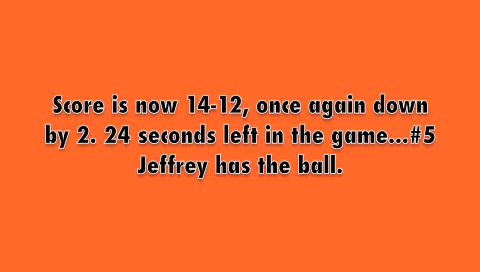 Score is now 14-12, once again down
by 2. 24 seconds left in the game...#5
Jeffrey has the ball.